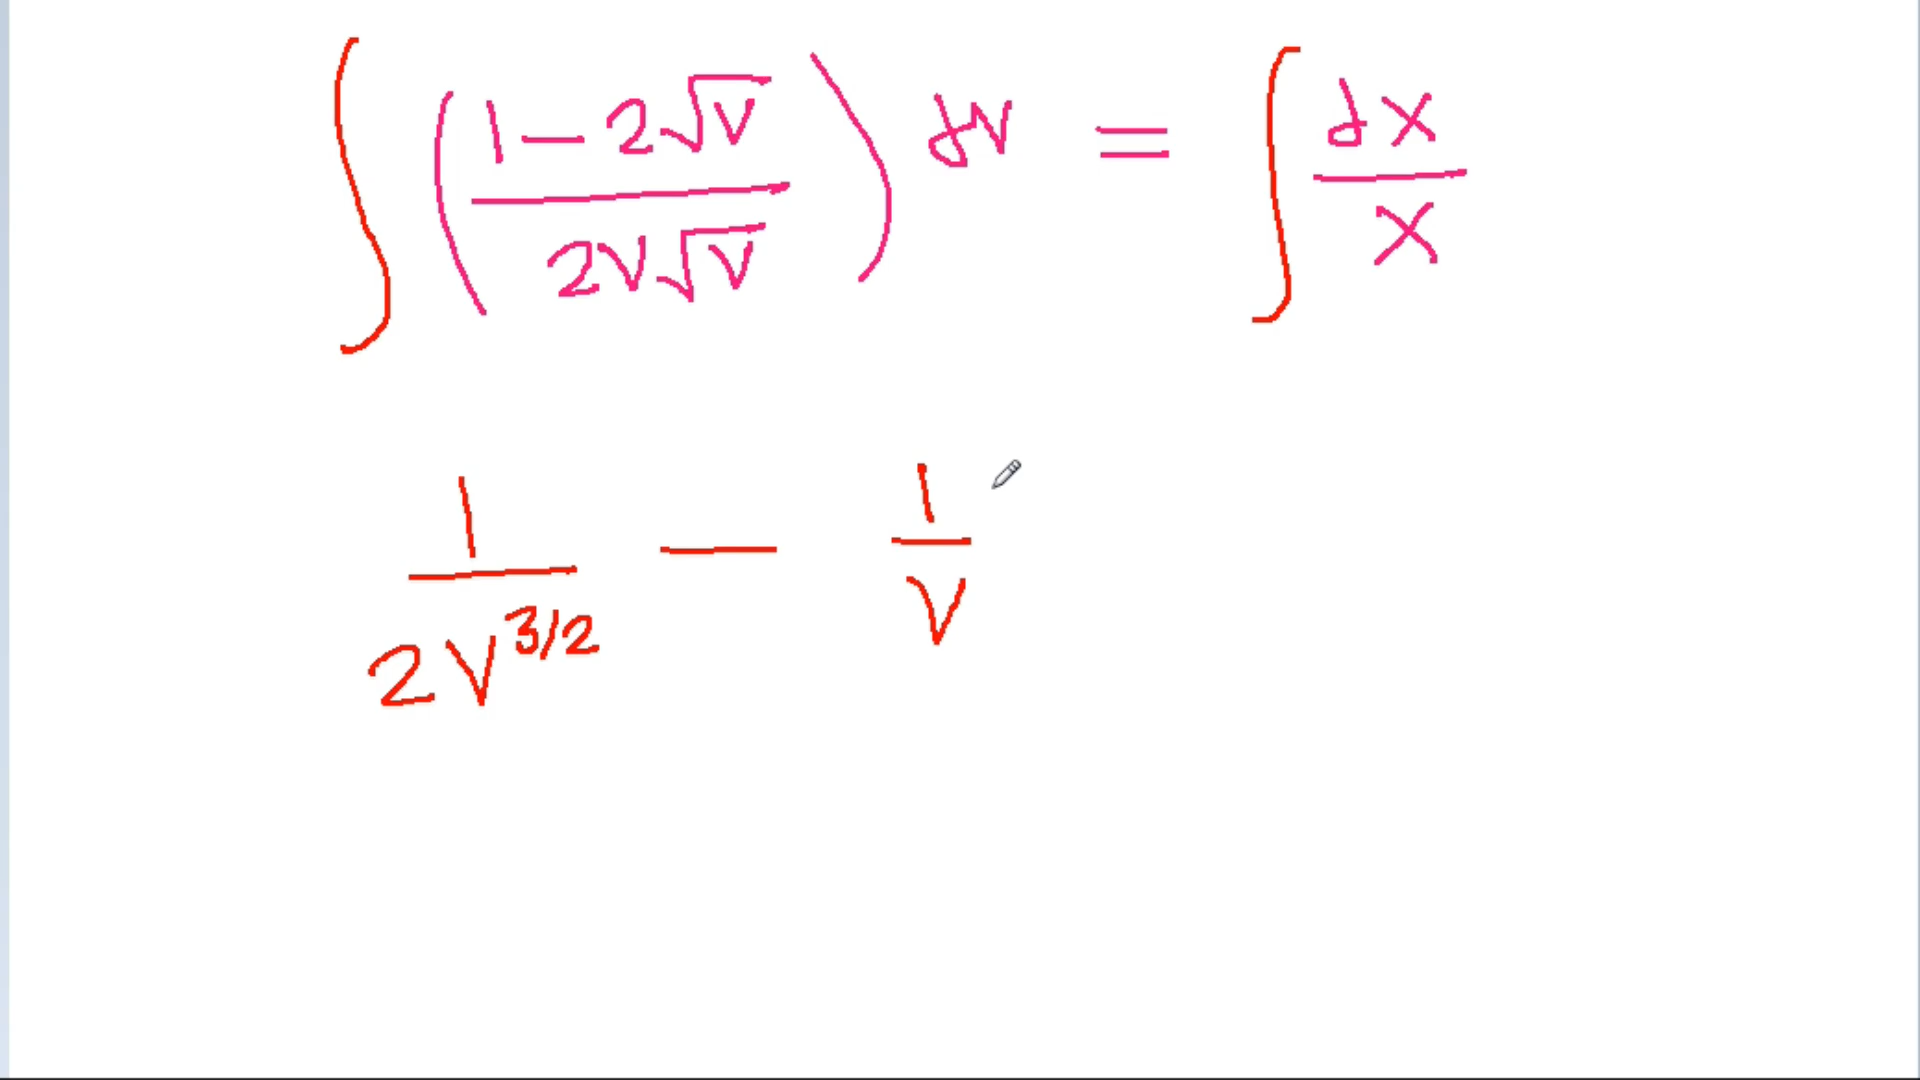 ∫ ( (1 - 2√v) / (2v√v) ) dv = ∫ dx / x
1 / (2v^(3/2)) - 1 / v